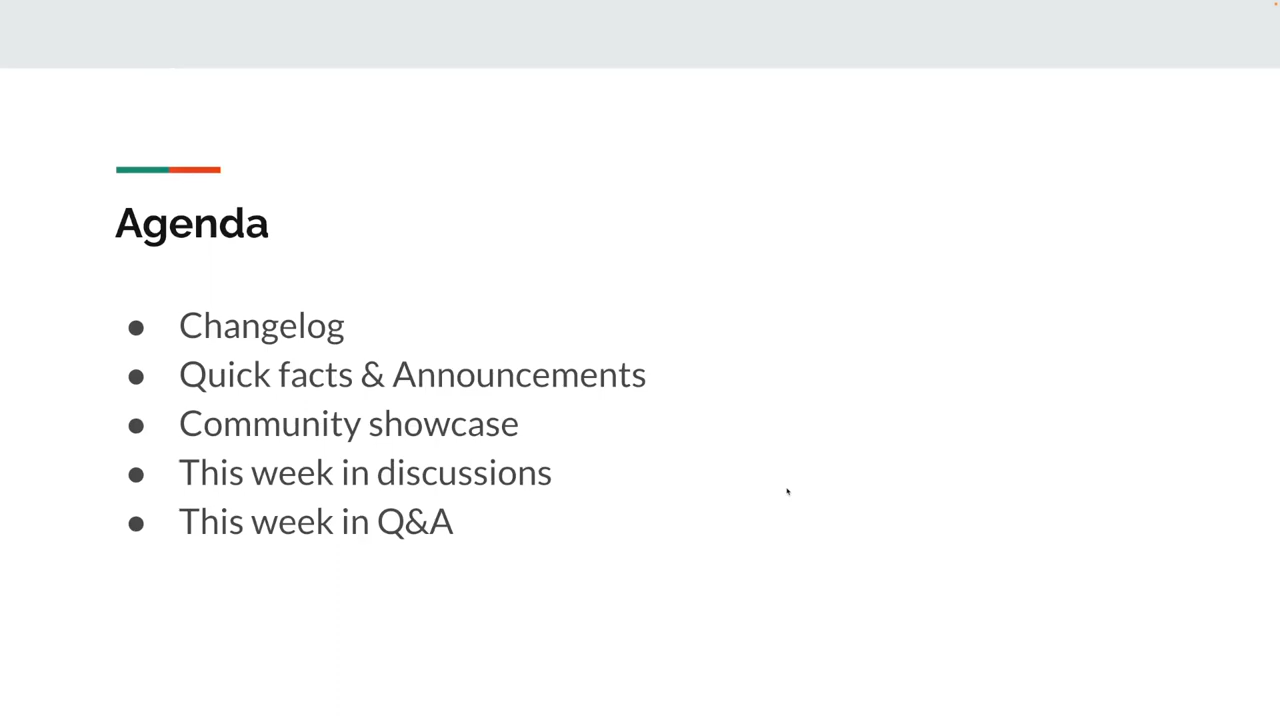 Agenda
● Changelog
● Quick facts & Announcements
● Community showcase
● This week in discussions
● This week in Q&A